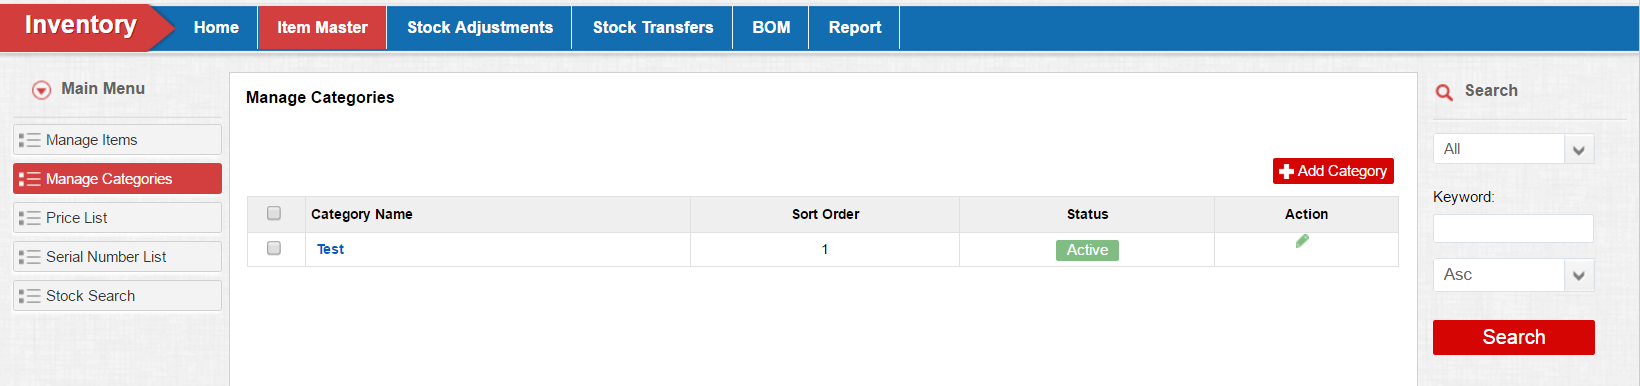 Inventory
Home
Item Master
Stock Adjustments
Stock Transfers
BOM
Report
Main Menu
Manage Items
Manage Categories
Price List
Serial Number List
Stock Search
Manage Categories
Add Category
Category Name Sort Order Status Action
Test 1 Active
Search
All
Keyword:
Asc
Search